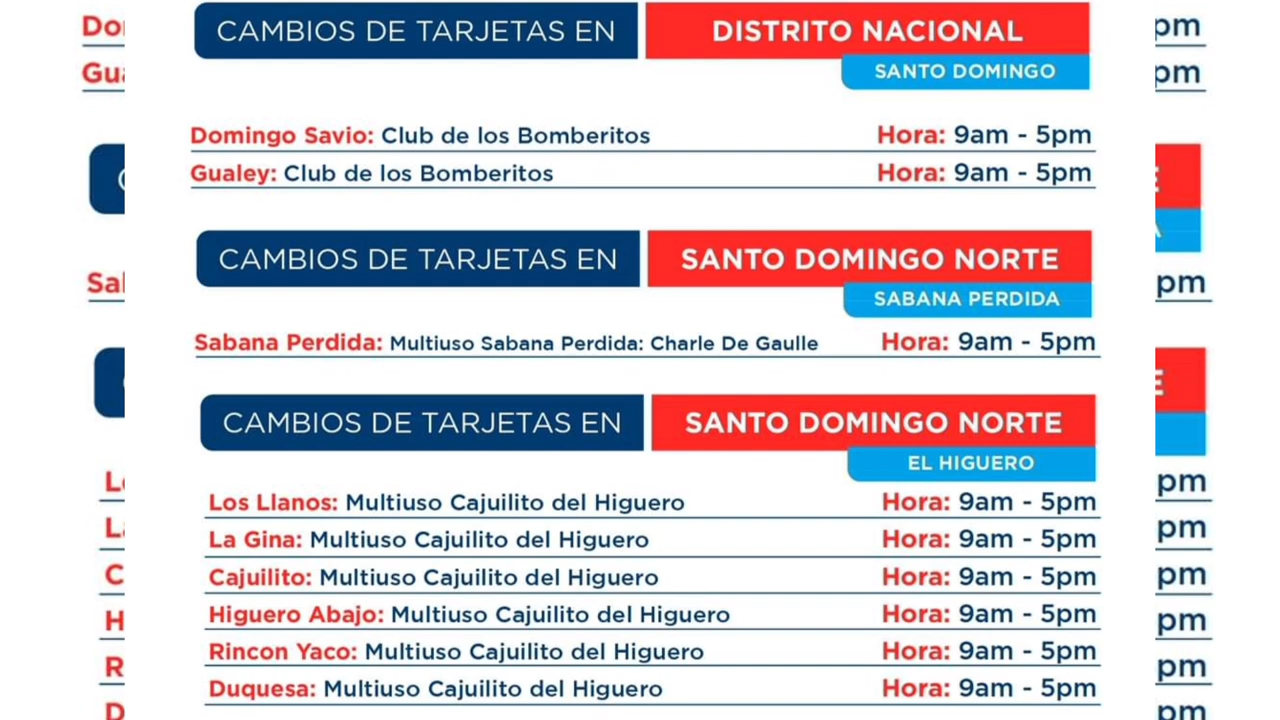 CAMBIOS DE TARJETAS EN DISTRITO NACIONAL
SANTO DOMINGO
Domingo Savio: Club de los Bomberitos Hora: 9am - 5pm
Gualey: Club de los Bomberitos Hora: 9am - 5pm
CAMBIOS DE TARJETAS EN SANTO DOMINGO NORTE
SABANA PERDIDA
Sabana Perdida: Multiuso Sabana Perdida: Charle De Gaulle Hora: 9am - 5pm
CAMBIOS DE TARJETAS EN SANTO DOMINGO NORTE
EL HIGUERO
Los Llanos: Multiuso Cajuilito del Higuero Hora: 9am - 5pm
La Gina: Multiuso Cajuilito del Higuero Hora: 9am - 5pm
Cajuilito: Multiuso Cajuilito del Higuero Hora: 9am - 5pm
Higuero Abajo: Multiuso Cajuilito del Higuero Hora: 9am - 5pm
Rincon Yaco: Multiuso Cajuilito del Higuero Hora: 9am - 5pm
Duquesa: Multiuso Cajuilito del Higuero Hora: 9am - 5pm